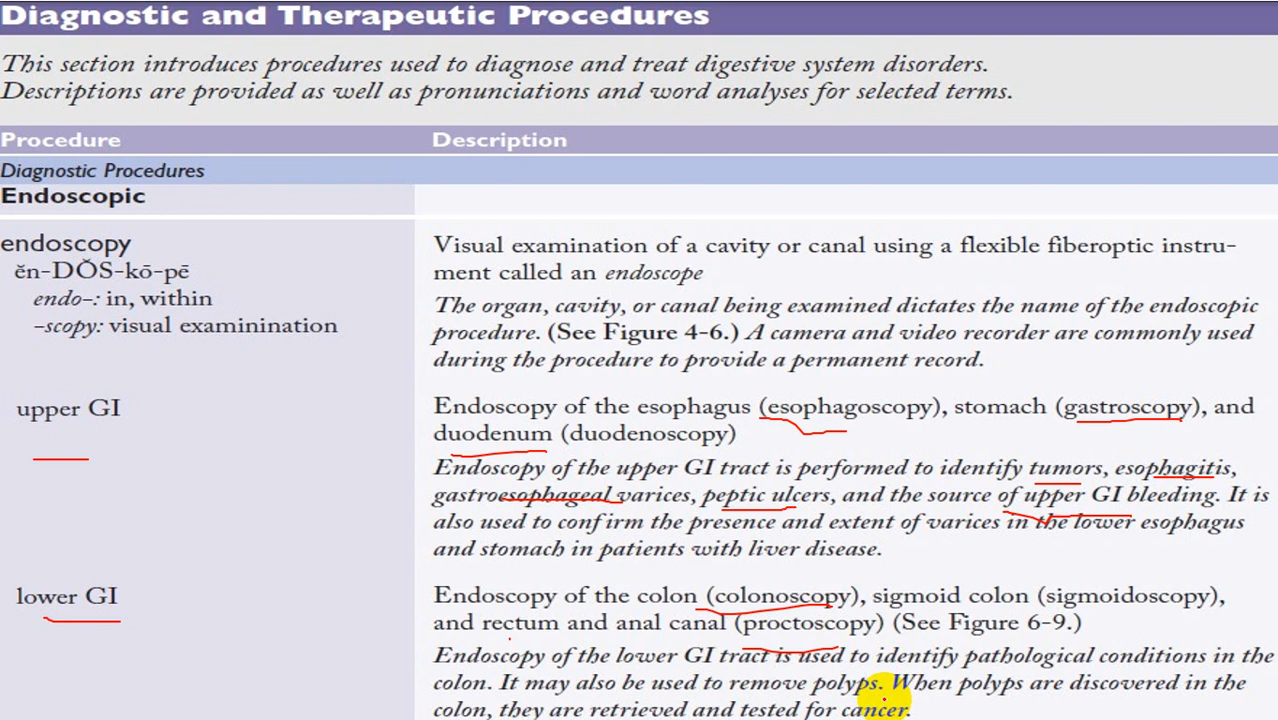 Diagnostic and Therapeutic Procedures
This section introduces procedures used to diagnose and treat digestive system disorders.
Descriptions are provided as well as pronunciations and word analyses for selected terms.
Procedure Description
Diagnostic Procedures
Endoscopic
endoscopy
ĕn-DŎS-kō-pē
endo-: in, within
-scopy: visual examinination
Visual examination of a cavity or canal using a flexible fiberoptic instru-
ment called an endoscope
The organ, cavity, or canal being examined dictates the name of the endoscopic
procedure. (See Figure 4-6.) A camera and video recorder are commonly used
during the procedure to provide a permanent record.
upper GI
Endoscopy of the esophagus (esophagoscopy), stomach (gastroscopy), and
duodenum (duodenoscopy)
Endoscopy of the upper GI tract is performed to identify tumors, esophagitis,
gastroesophageal varices, peptic ulcers, and the source of upper GI bleeding. It is
also used to confirm the presence and extent of varices in the lower esophagus
and stomach in patients with liver disease.
lower GI
Endoscopy of the colon (colonoscopy), sigmoid colon (sigmoidoscopy),
and rectum and anal canal (proctoscopy) (See Figure 6-9.)
Endoscopy of the lower GI tract is used to identify pathological conditions in the
colon. It may also be used to remove polyps. When polyps are discovered in the
colon, they are retrieved and tested for cancer.